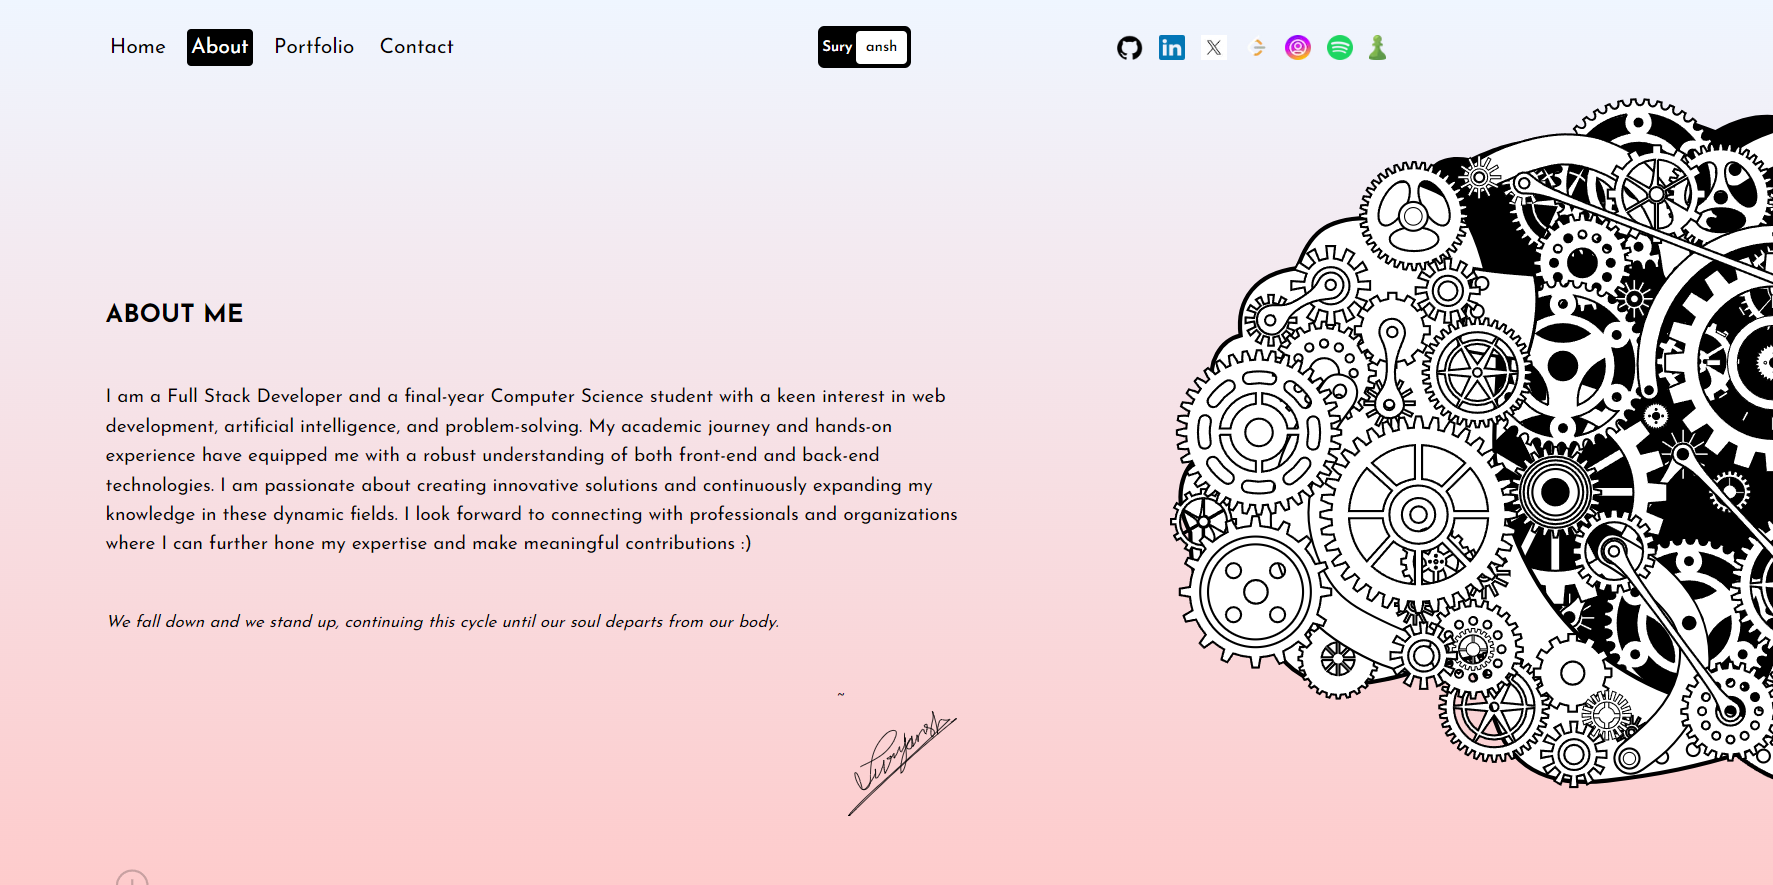 Home About Portfolio Contact
Sury ansh
ABOUT ME
I am a Full Stack Developer and a final-year Computer Science student with a keen interest in web
development, artificial intelligence, and problem-solving. My academic journey and hands-on
experience have equipped me with a robust understanding of both front-end and back-end
technologies. I am passionate about creating innovative solutions and continuously expanding my
knowledge in these dynamic fields. I look forward to connecting with professionals and organizations
where I can further hone my expertise and make meaningful contributions :)
We fall down and we stand up, continuing this cycle until our soul departs from our body.
~
Suryansh